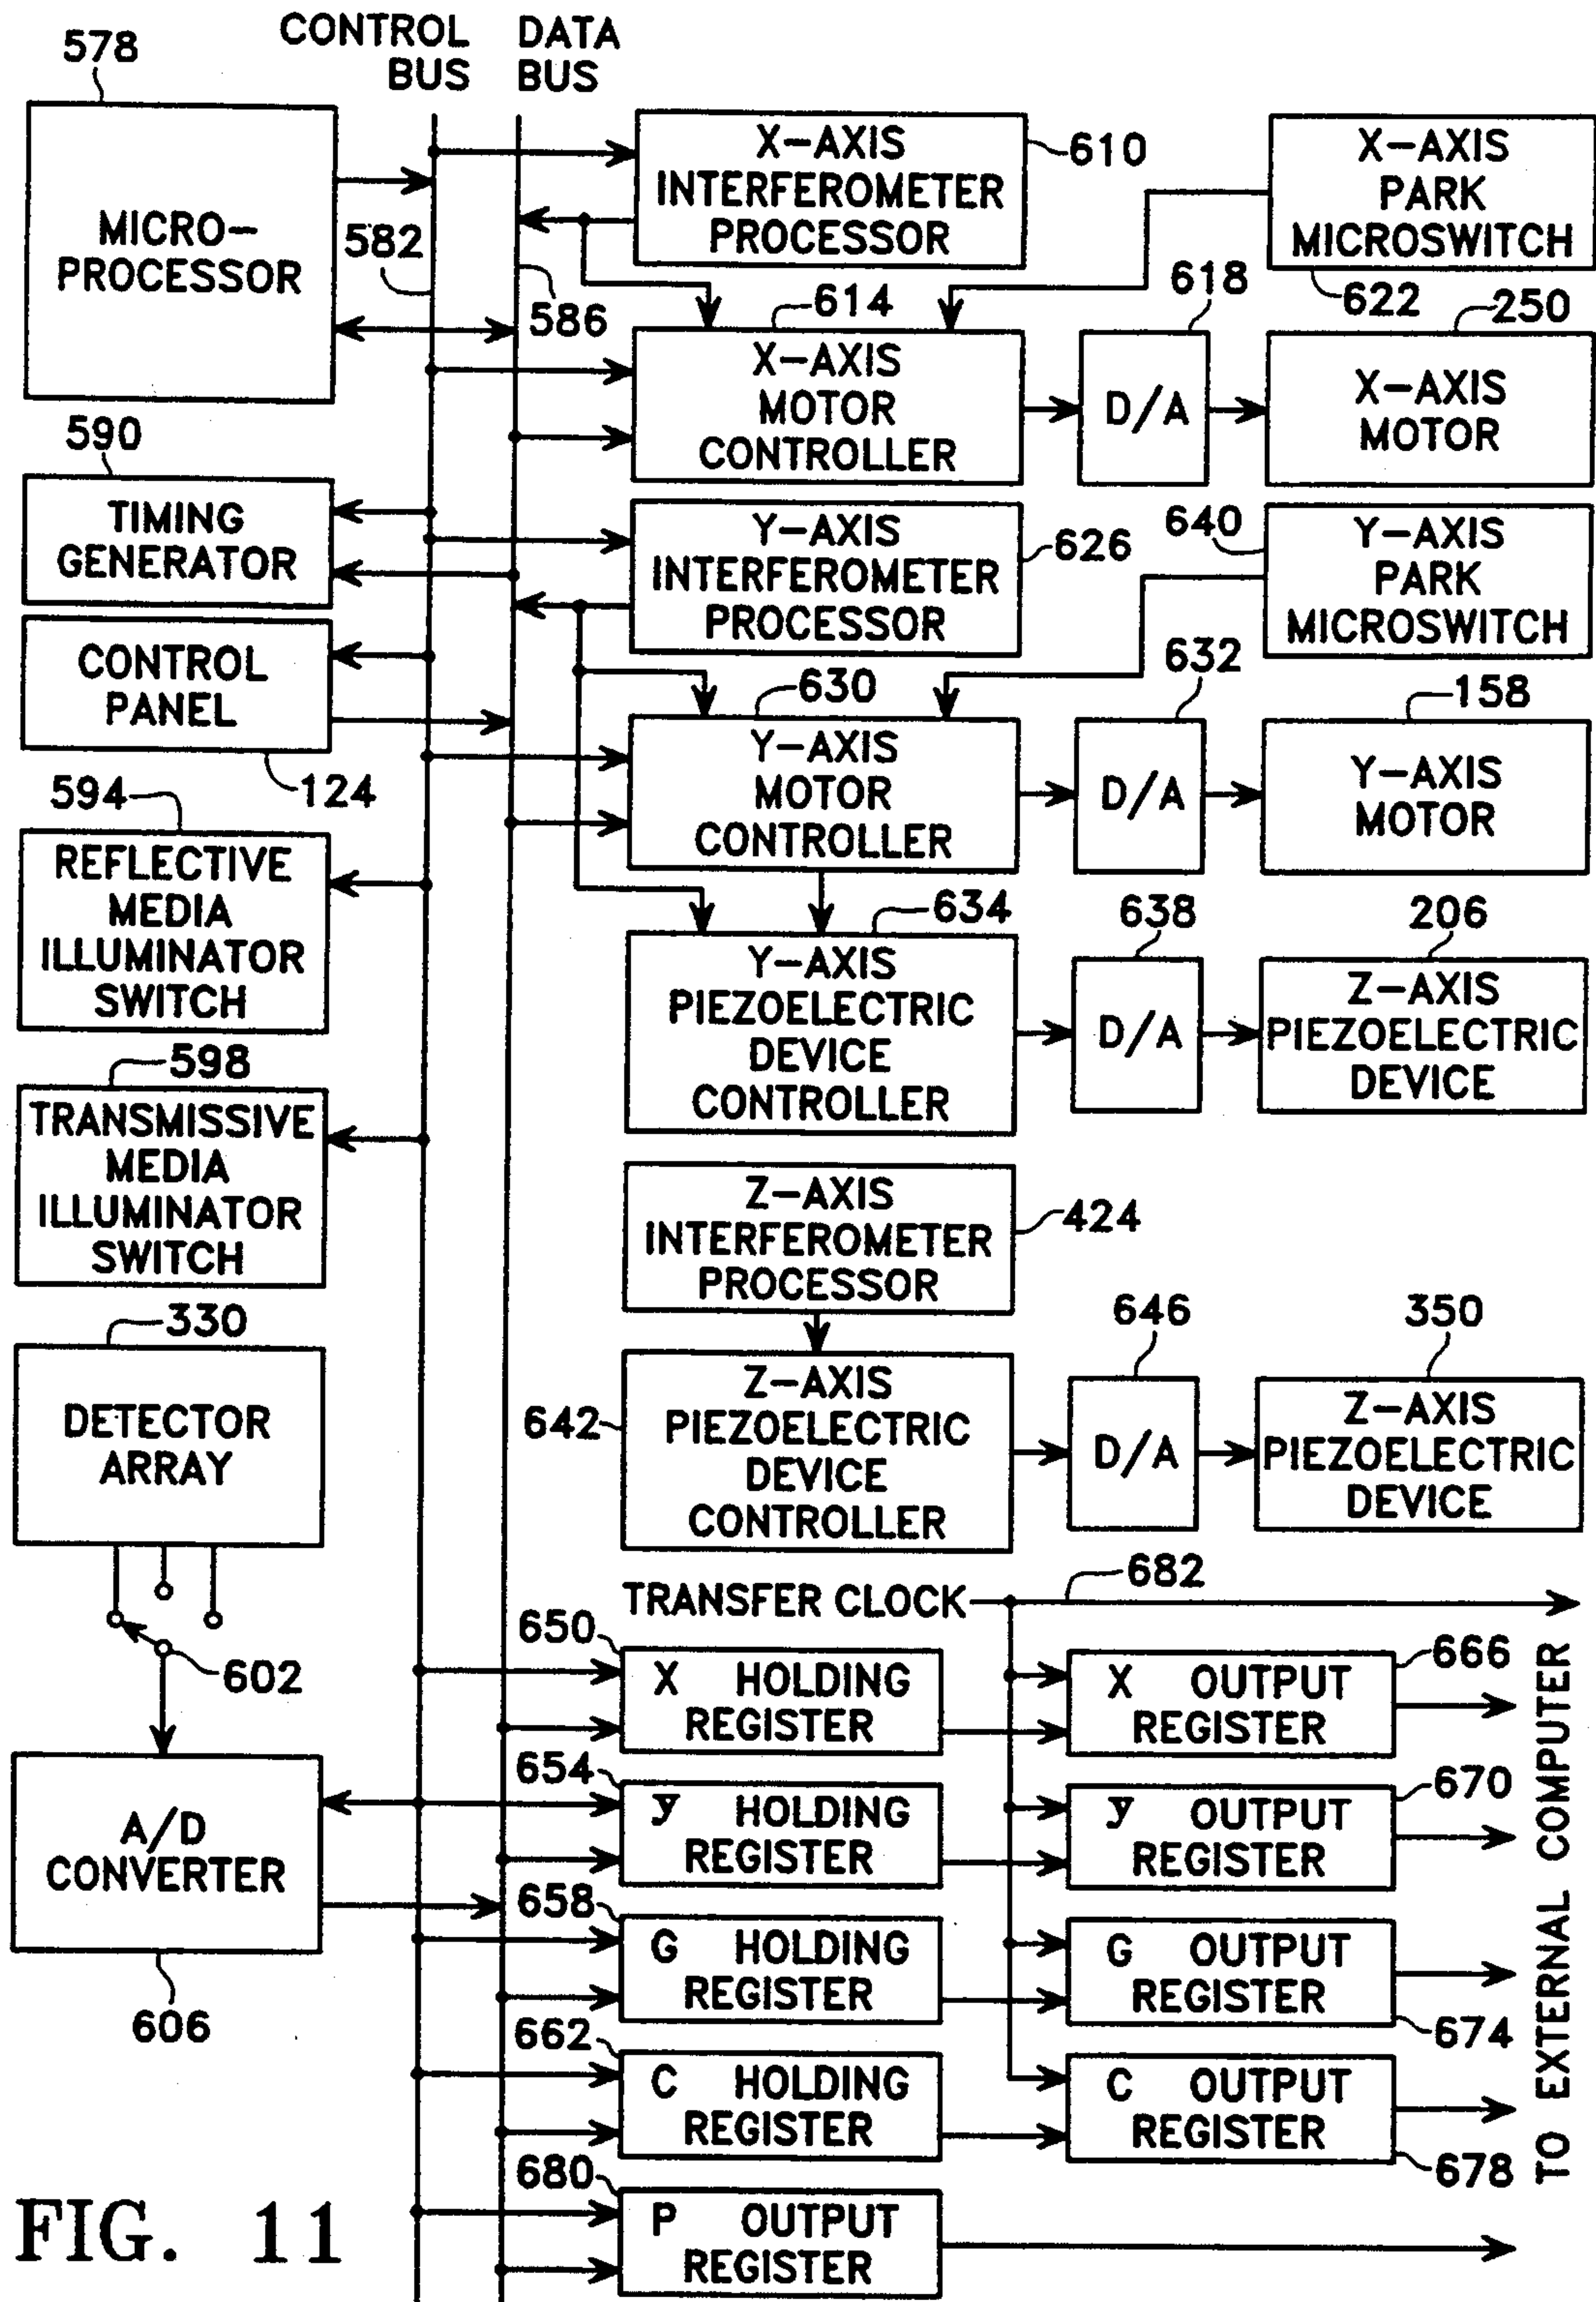 CONTROL BUS
DATA BUS
578
MICRO-
PROCESSOR
582
586
X-AXIS
INTERFEROMETER
PROCESSOR
610
X-AXIS
PARK
MICROSWITCH
622
614
X-AXIS
MOTOR
CONTROLLER
618
D/A
250
X-AXIS
MOTOR
590
TIMING
GENERATOR
Y-AXIS
INTERFEROMETER
PROCESSOR
626
640
Y-AXIS
PARK
MICROSWITCH
CONTROL
PANEL
124
630
Y-AXIS
MOTOR
CONTROLLER
632
D/A
158
Y-AXIS
MOTOR
594
REFLECTIVE
MEDIA
ILLUMINATOR
SWITCH
634
Y-AXIS
PIEZOELECTRIC
DEVICE
CONTROLLER
638
D/A
206
Z-AXIS
PIEZOELECTRIC
DEVICE
598
TRANSMISSIVE
MEDIA
ILLUMINATOR
SWITCH
Z-AXIS
INTERFEROMETER
PROCESSOR
424
330
DETECTOR
ARRAY
602
642
Z-AXIS
PIEZOELECTRIC
DEVICE
CONTROLLER
646
D/A
350
Z-AXIS
PIEZOELECTRIC
DEVICE
TRANSFER CLOCK
682
650
X HOLDING
REGISTER
X OUTPUT
REGISTER
666
A/D
CONVERTER
606
654
y HOLDING
REGISTER
y OUTPUT
REGISTER
670
658
G HOLDING
REGISTER
G OUTPUT
REGISTER
674
662
C HOLDING
REGISTER
C OUTPUT
REGISTER
678
680
P OUTPUT
REGISTER
TO EXTERNAL COMPUTER
FIG. 11